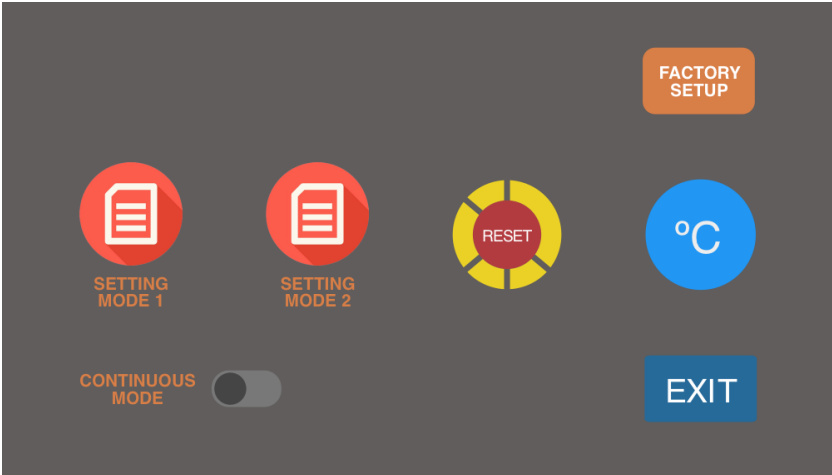 FACTORY
SETUP
RESET
ºC
SETTING
MODE 1
SETTING
MODE 2
CONTINUOUS
MODE
EXIT